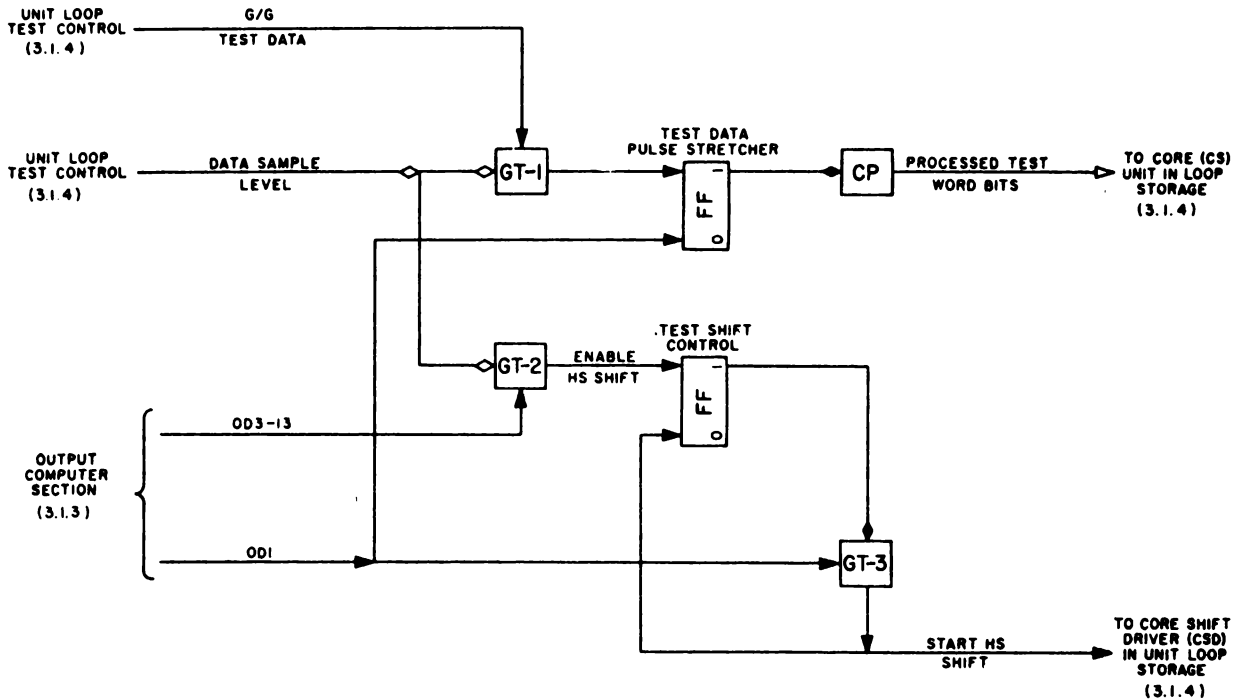 UNIT LOOP
TEST CONTROL
(3.1.4)
G/G
TEST DATA
UNIT LOOP
TEST CONTROL
(3.1.4)
DATA SAMPLE
LEVEL
GT-1
TEST DATA
PULSE STRETCHER
1
FF
0
CP
PROCESSED TEST
WORD BITS
TO CORE (CS)
UNIT IN LOOP
STORAGE
(3.1.4)
GT-2
ENABLE
HS SHIFT
.TEST SHIFT
CONTROL
1
FF
0
OUTPUT
COMPUTER
SECTION
(3.1.3)
OD3-13
OD1
GT-3
START HS
SHIFT
TO CORE SHIFT
DRIVER (CSD)
IN UNIT LOOP
STORAGE
(3.1.4)